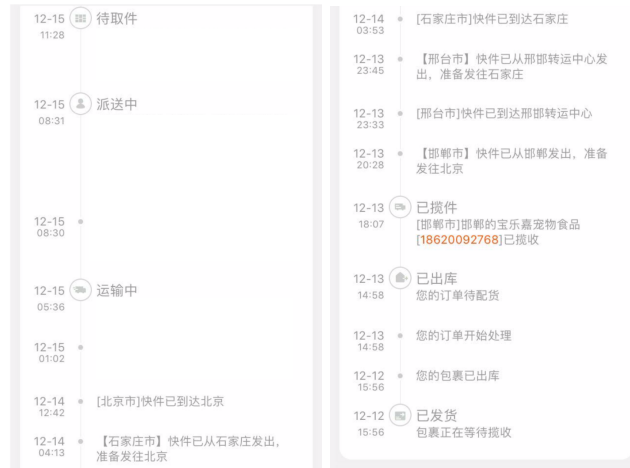 12-15 待取件
11:28
12-15 派送中
08:31
12-15
08:30
12-15 运输中
05:36
12-15
01:02
12-14 [北京市]快件已到达北京
12:42
12-14 【石家庄市】快件已从石家庄发出，
04:13 准备发往北京
12-14 [石家庄市]快件已到达石家庄
03:53
12-13 【邢台市】快件已从邢邯转运中心发
23:45 出，准备发往石家庄
12-13 [邢台市]快件已到达邢邯转运中心
23:33
12-13 【邯郸市】快件已从邯郸发出，准备
20:28 发往北京
12-13 已揽件
18:07 [邯郸市]邯郸的宝乐嘉宠物食品
[18620092768]已揽收
12-13 已出库
14:58 您的订单待配货
12-13 您的订单开始处理
14:58
12-12 您的包裹已出库
15:56
12-12 已发货
15:56 包裹正在等待揽收